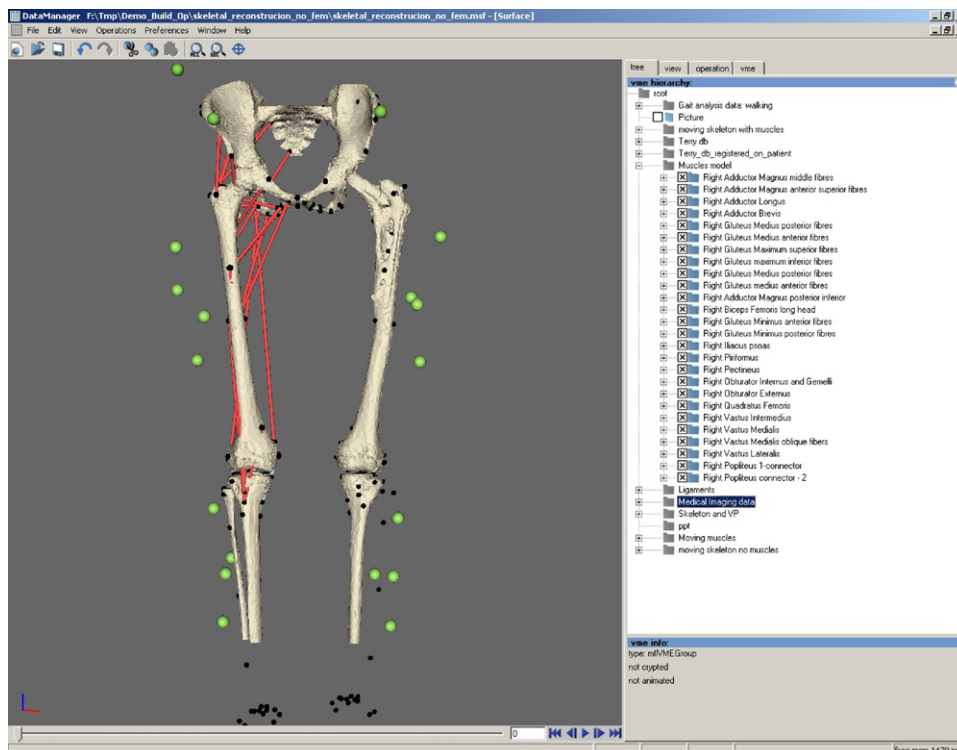 DataManager F:\Tmp\Demo_Build_Op\skeletal_reconstrucion_no_fem\skeletal_reconstrucion_no_fem.msf - [Surface]
File Edit View Operations Preferences Window Help
tree view operation vme
vme hierarchy:
root
Gait analysis data: walking
Picture
moving skeleton with muscles
Terry db
Terry_db_registered_on_patient
Muscles model
Right Adductor Magnus middle fibres
Right Adductor Magnus anterior superior fibres
Right Adductor Longus
Right Adductor Brevis
Right Gluteus Medius posterior fibres
Right Gluteus Medius anterior fibres
Right Gluteus Maximum superior fibres
Right Gluteus maximum inferior fibres
Right Gluteus Medius posterior fibres
Right Gluteus medius anterior fibres
Right Adductor Magnus posterior inferior
Right Biceps Femoris long head
Right Gluteus Minimus anterior fibres
Right Gluteus Minimus posterior fibres
Right Iliacus psoas
Right Piriformus
Right Pectineus
Right Obturator Internus and Gemelli
Right Obturator Externus
Right Quadratus Femoris
Right Vastus Intermedius
Right Vastus Medialis
Right Vastus Medialis oblique fibers
Right Vastus Lateralis
Right Popliteus 1-connector
Right Popliteus connector - 2
Ligaments
Medical Imaging data
Skeleton and VP
ppt
Moving muscles
moving skeleton no muscles
vme info:
type: mflVMEGroup
not crypted
not animated
0